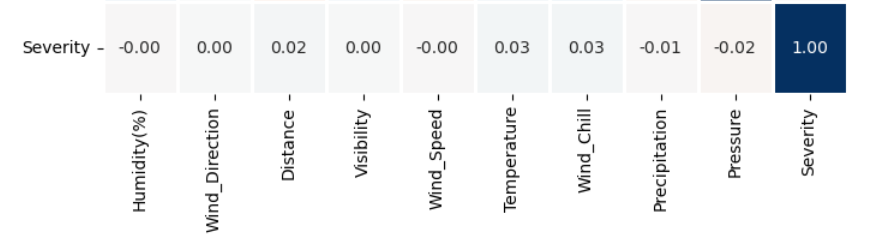 Severity -0.00 0.00 0.02 0.00 -0.00 0.03 0.03 -0.01 -0.02 1.00
Humidity(%)
Wind_Direction
Distance
Visibility
Wind_Speed
Temperature
Wind_Chill
Precipitation
Pressure
Severity